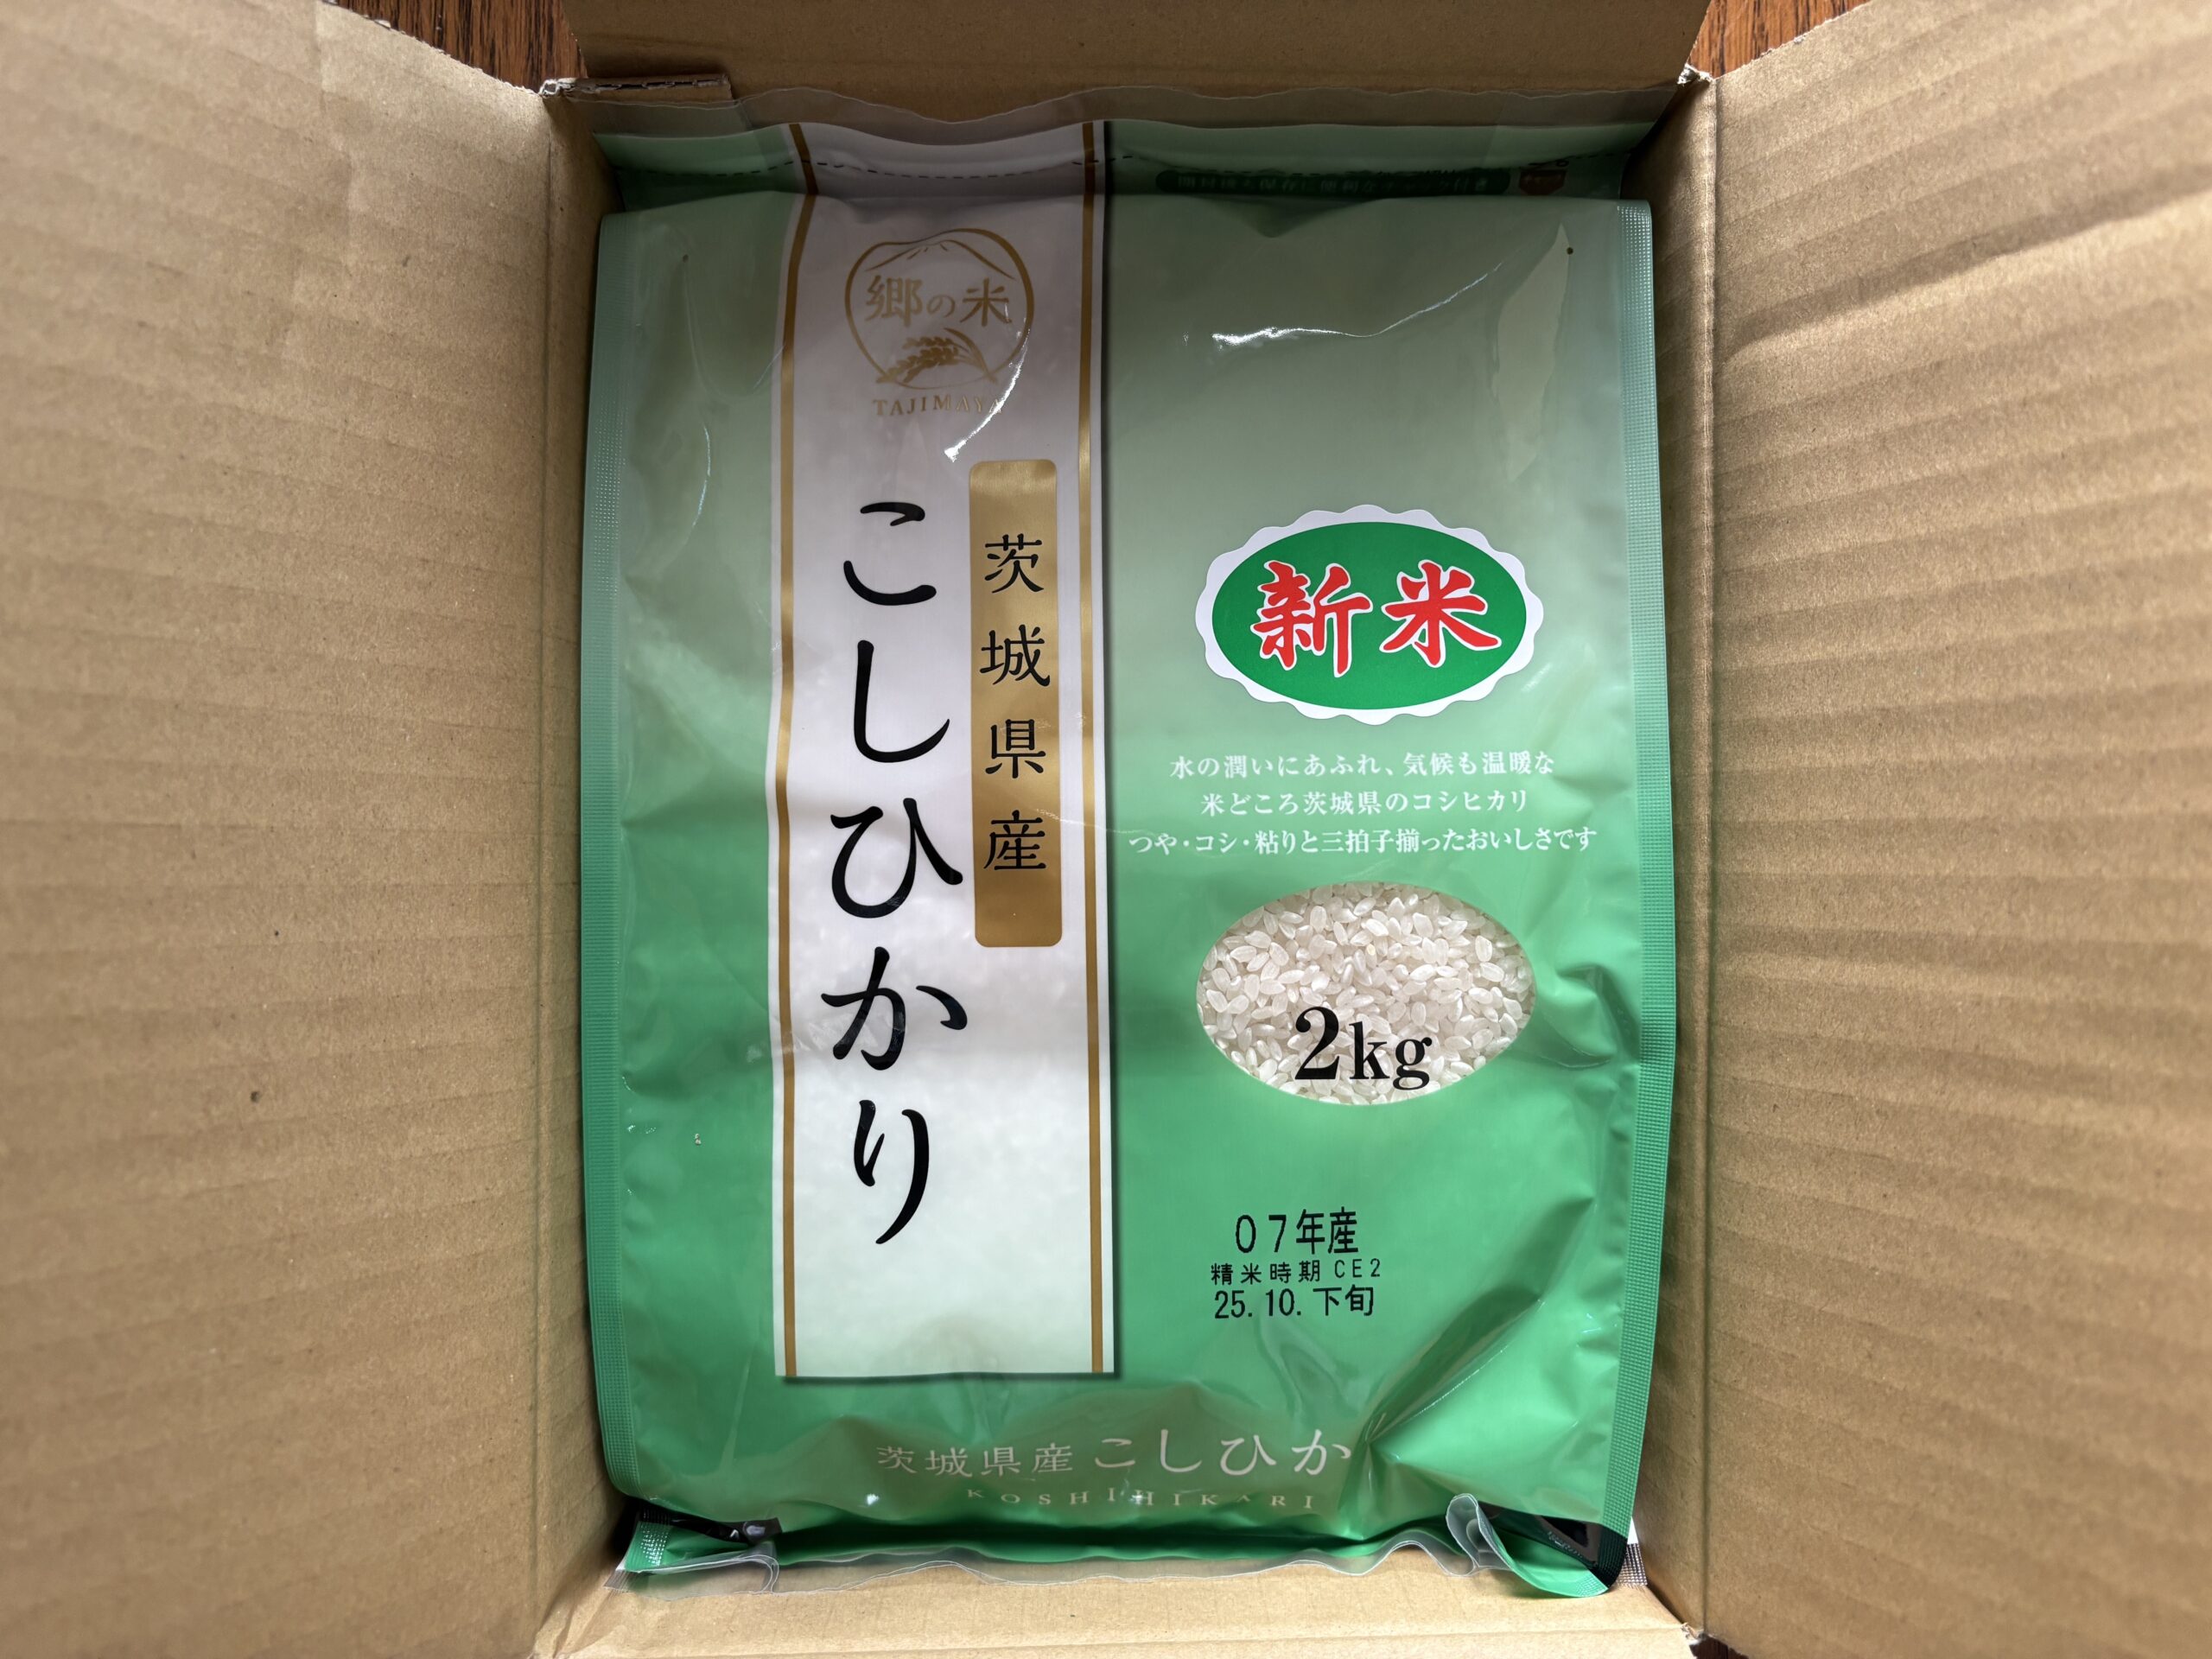 郷の米
TAJIMAYA
茨城県産
こしひかり
新米
水の潤いにあふれ、気候も温暖な
米どころ茨城県のコシヒカリ
つや・コシ・粘りと三拍子揃ったおいしさです
2kg
07年産
精米時期 CE2
25.10.下旬
茨城県産 こしひか
KOSHIHIKARI